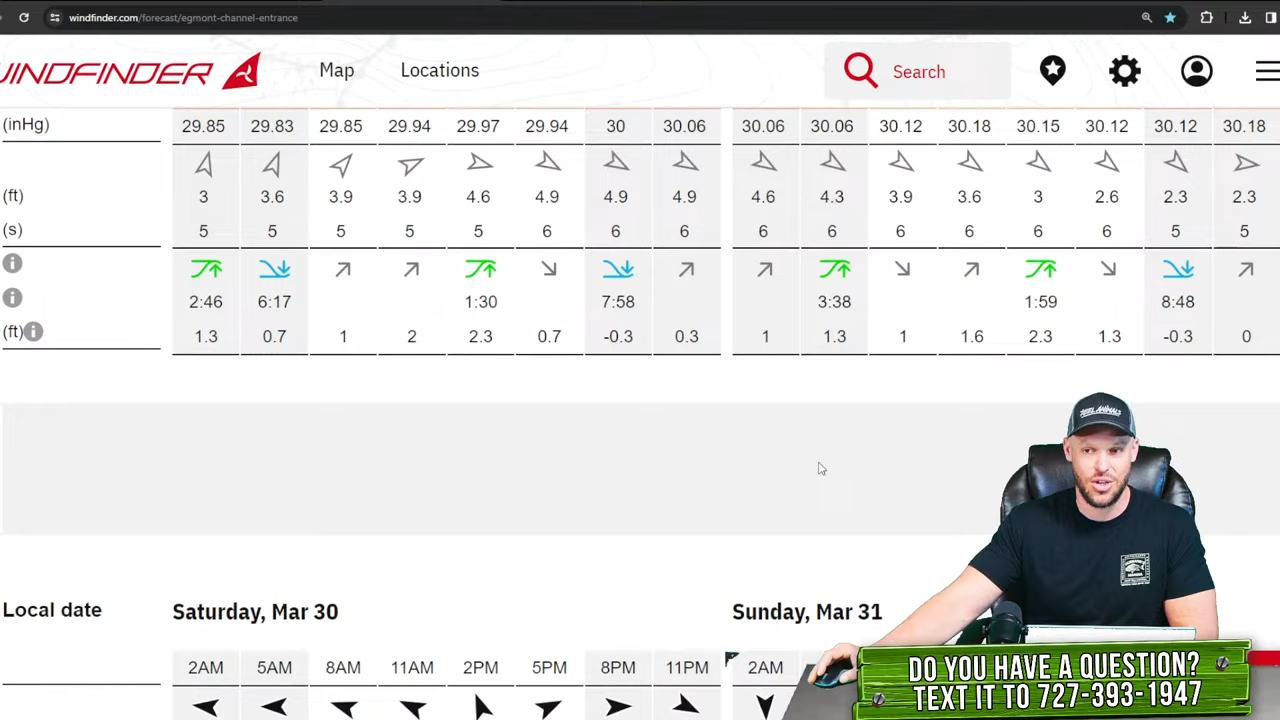 windfinder.com/forecast/egmont-channel-entrance
WINDFINDER Map Locations Search
(inHg) 29.85 29.83 29.85 29.94 29.97 29.94 30 30.06 30.06 30.06 30.12 30.18 30.15 30.12 30.12 30.18
(ft) 3 3.6 3.9 3.9 4.6 4.9 4.9 4.9 4.6 4.3 3.9 3.6 3 2.6 2.3 2.3
(s) 5 5 5 5 5 6 6 6 6 6 6 6 6 6 5 5
2:46 6:17 1:30 7:58 3:38 1:59 8:48
(ft) 1.3 0.7 1 2 2.3 0.7 -0.3 0.3 1 1.3 1 1.6 2.3 1.3 -0.3 0
Local date Saturday, Mar 30 Sunday, Mar 31
2AM 5AM 8AM 11AM 2PM 5PM 8PM 11PM 2AM
REEL ANIMALS
DO YOU HAVE A QUESTION?
TEXT IT TO 727-393-1947